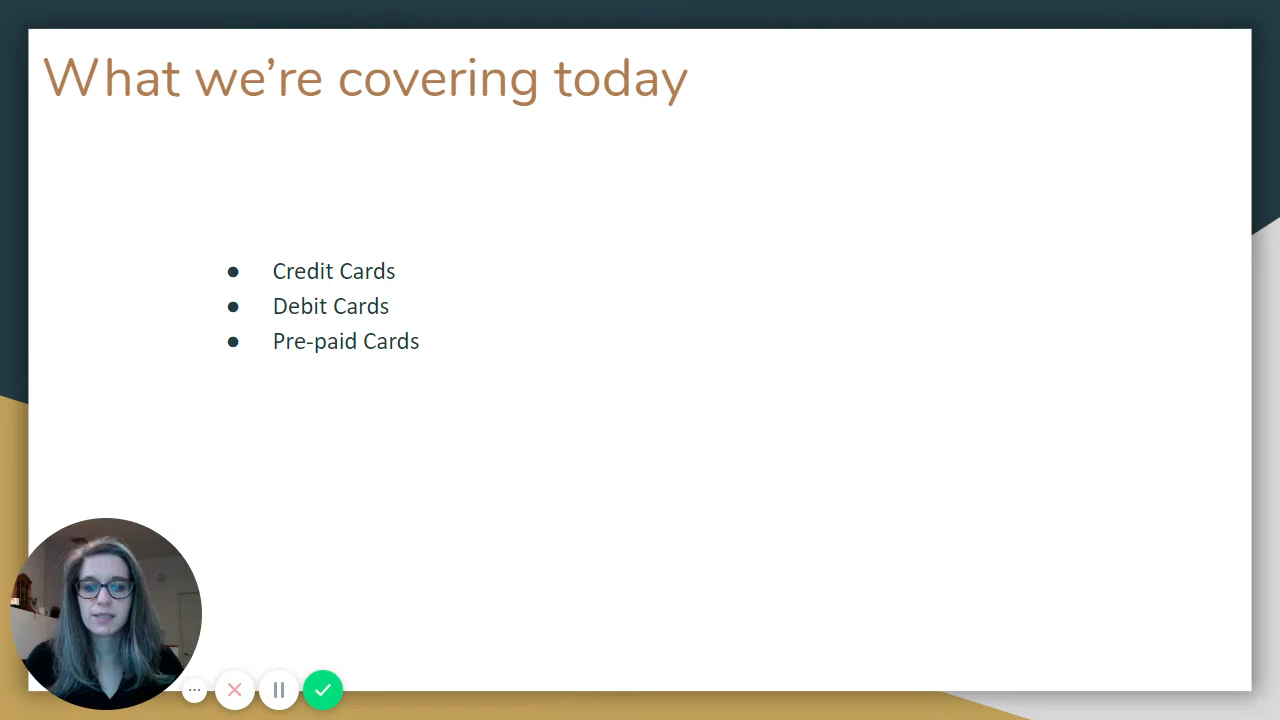 What we’re covering today
● Credit Cards
● Debit Cards
● Pre-paid Cards